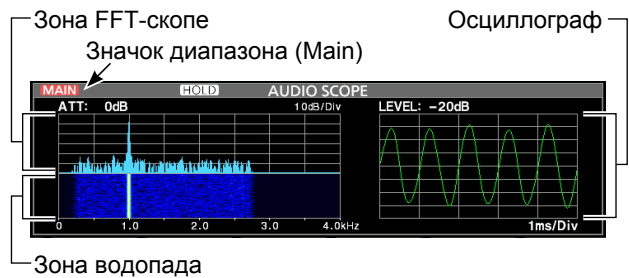 Зона FFT-скопе
Осциллограф
Значок диапазона (Main)
MAIN HOLD AUDIO SCOPE
ATT: 0dB 10dB/Div LEVEL: -20dB
0 1.0 2.0 3.0 4.0kHz 1ms/Div
Зона водопада